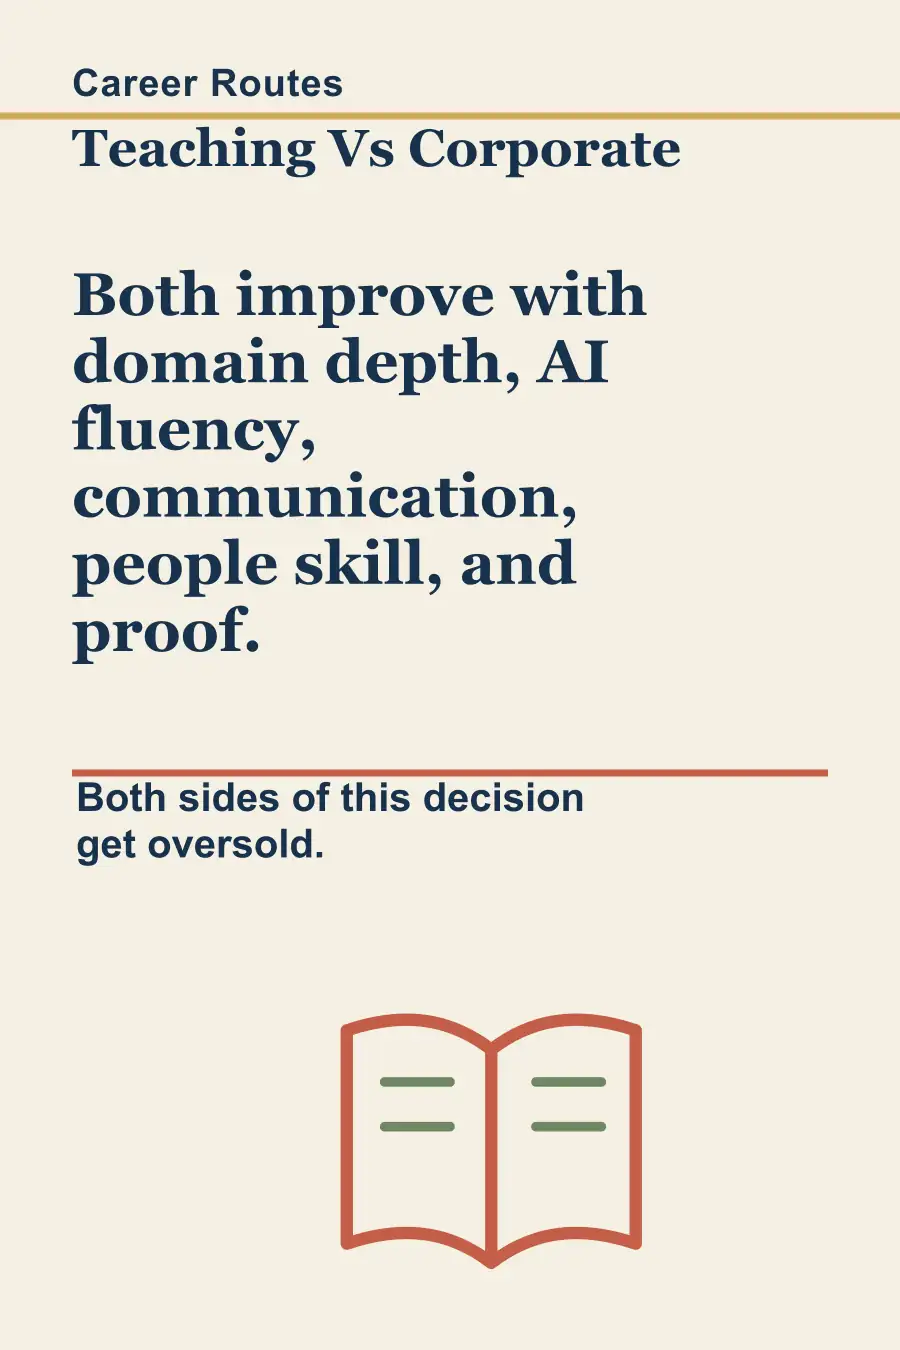 Career Routes
Teaching Vs Corporate
Both improve with
domain depth, AI
fluency,
communication,
people skill, and
proof.
Both sides of this decision
get oversold.